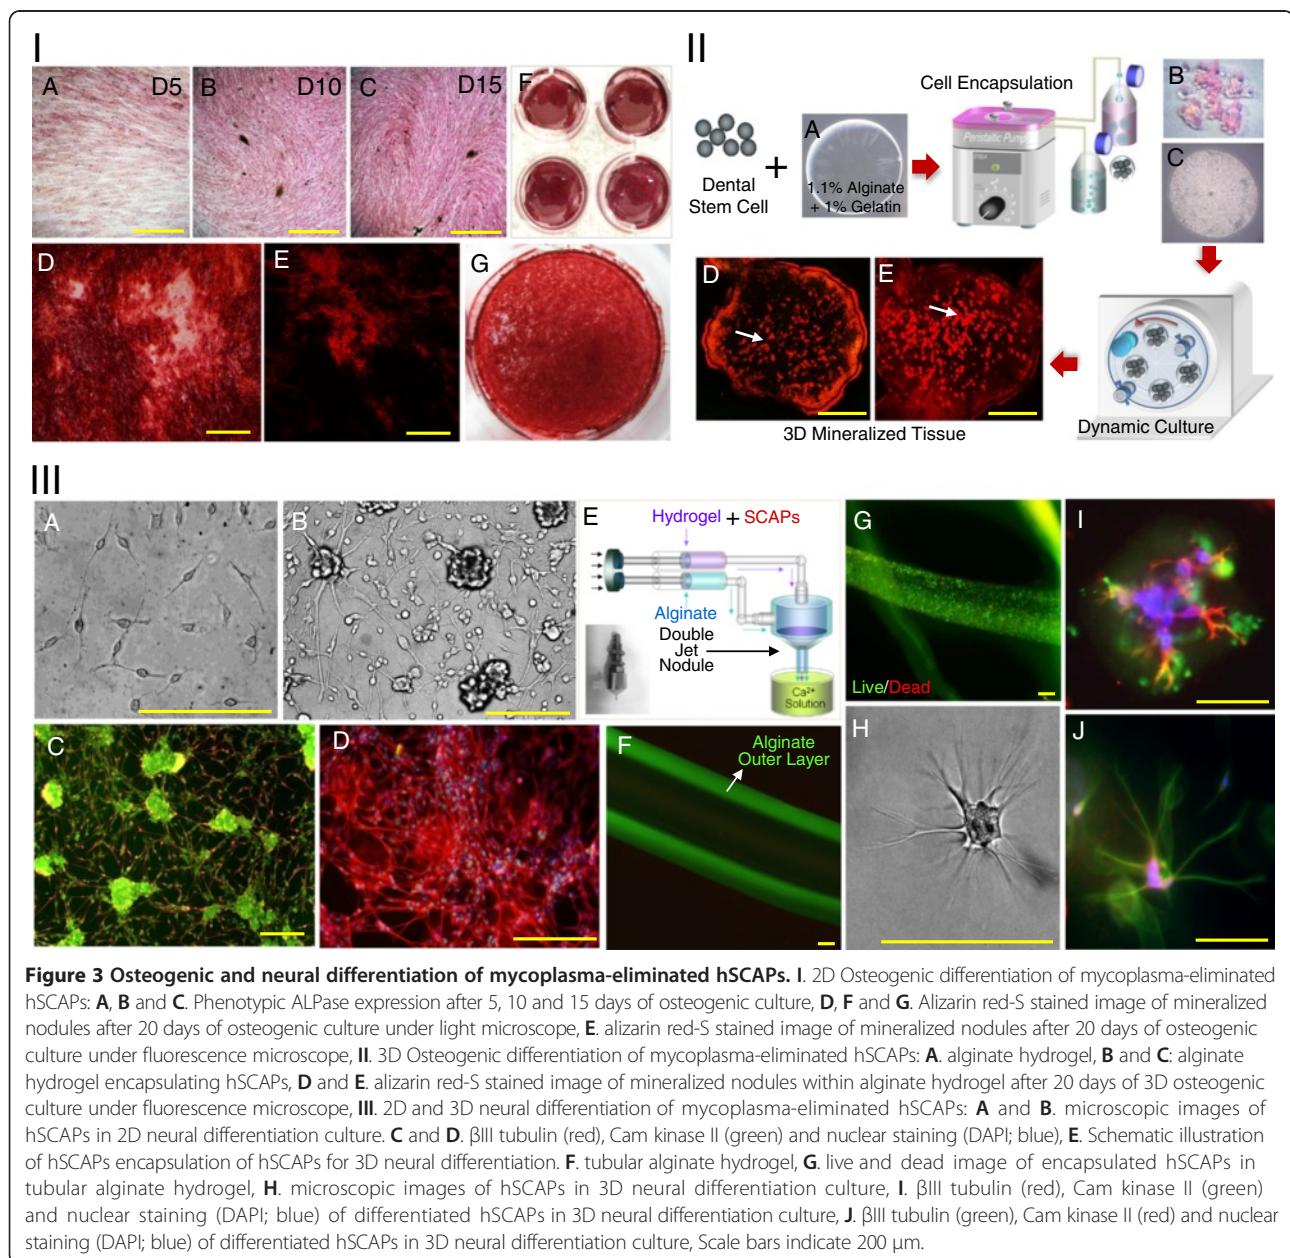 I
A
D5
B
D10
C
D15
F
D
E
G
II
Dental
Stem Cell
+
A
1.1% Alginate
+ 1% Gelatin
Cell Encapsulation
Peristaltic Pump
B
C
D
E
3D Mineralized Tissue
Dynamic Culture
III
A
B
C
D
E
Hydrogel + SCAPs
Alginate
Double
Jet
Nodule
Ca2+
Solution
F
Alginate
Outer Layer
G
Live/Dead
H
I
J
Figure 3 Osteogenic and neural differentiation of mycoplasma-eliminated hSCAPs. I. 2D Osteogenic differentiation of mycoplasma-eliminated
hSCAPs: A, B and C. Phenotypic ALPase expression after 5, 10 and 15 days of osteogenic culture, D, F and G. Alizarin red-S stained image of mineralized
nodules after 20 days of osteogenic culture under light microscope, E. alizarin red-S stained image of mineralized nodules after 20 days of osteogenic
culture under fluorescence microscope, II. 3D Osteogenic differentiation of mycoplasma-eliminated hSCAPs: A. alginate hydrogel, B and C: alginate
hydrogel encapsulating hSCAPs, D and E. alizarin red-S stained image of mineralized nodules within alginate hydrogel after 20 days of 3D osteogenic
culture under fluorescence microscope, III. 2D and 3D neural differentiation of mycoplasma-eliminated hSCAPs: A and B. microscopic images of
hSCAPs in 2D neural differentiation culture. C and D. βIII tubulin (red), Cam kinase II (green) and nuclear staining (DAPI; blue), E. Schematic illustration
of hSCAPs encapsulation of hSCAPs for 3D neural differentiation. F. tubular alginate hydrogel, G. live and dead image of encapsulated hSCAPs in
tubular alginate hydrogel, H. microscopic images of hSCAPs in 3D neural differentiation culture, I. βIII tubulin (red), Cam kinase II (green)
and nuclear staining (DAPI; blue) of differentiated hSCAPs in 3D neural differentiation culture, J. βIII tubulin (green), Cam kinase II (red) and nuclear
staining (DAPI; blue) of differentiated hSCAPs in 3D neural differentiation culture, Scale bars indicate 200 μm.